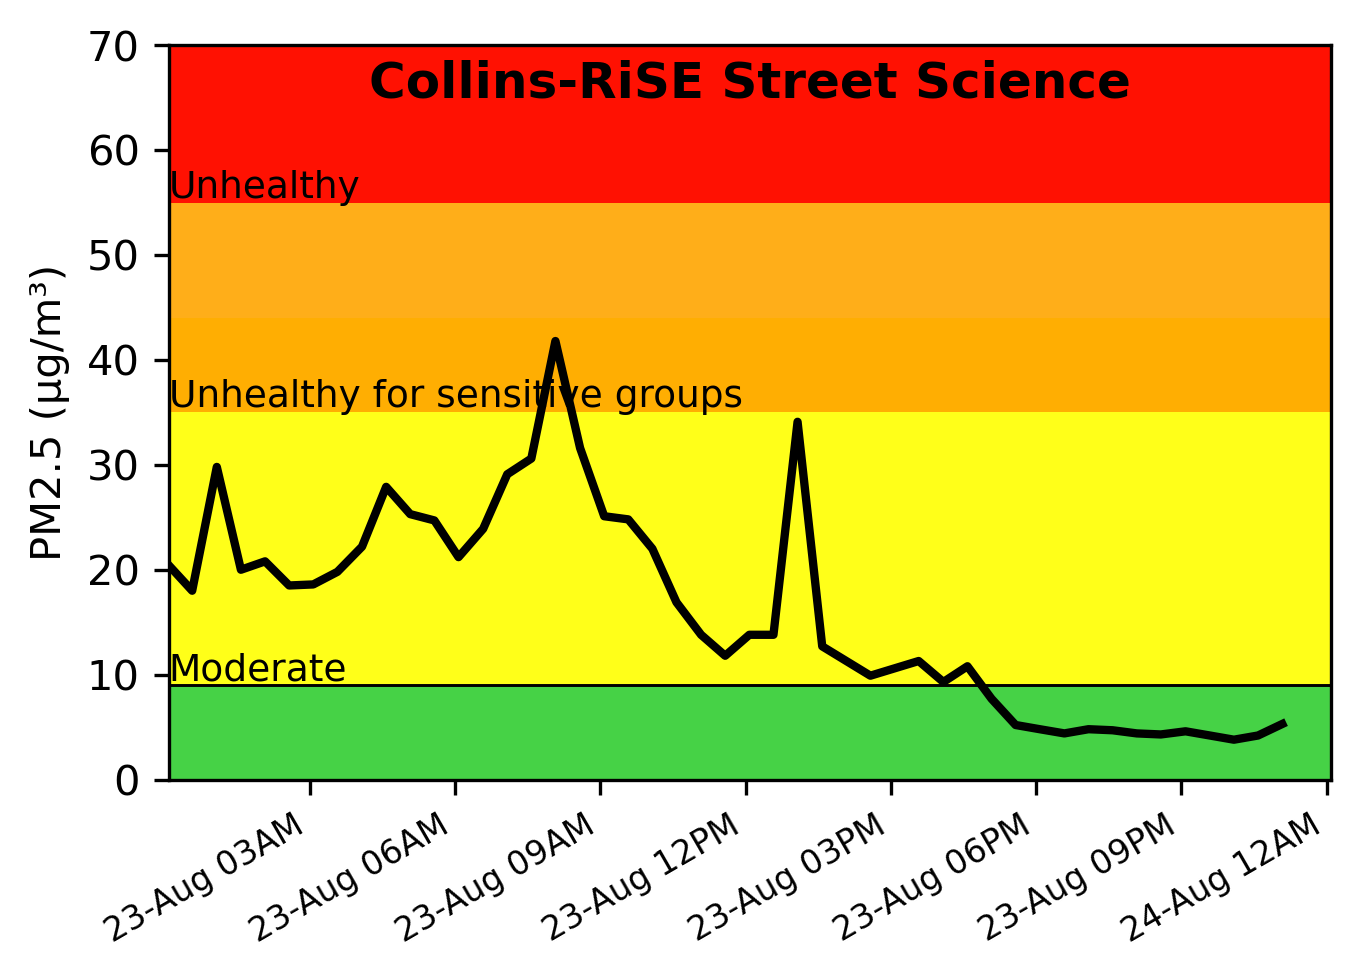 Collins-RiSE Street Science
PM2.5 (μg/m³)
70
60
50
40
30
20
10
0
Unhealthy
Unhealthy for sensitive groups
Moderate
23-Aug 03AM
23-Aug 06AM
23-Aug 09AM
23-Aug 12PM
23-Aug 03PM
23-Aug 06PM
23-Aug 09PM
24-Aug 12AM